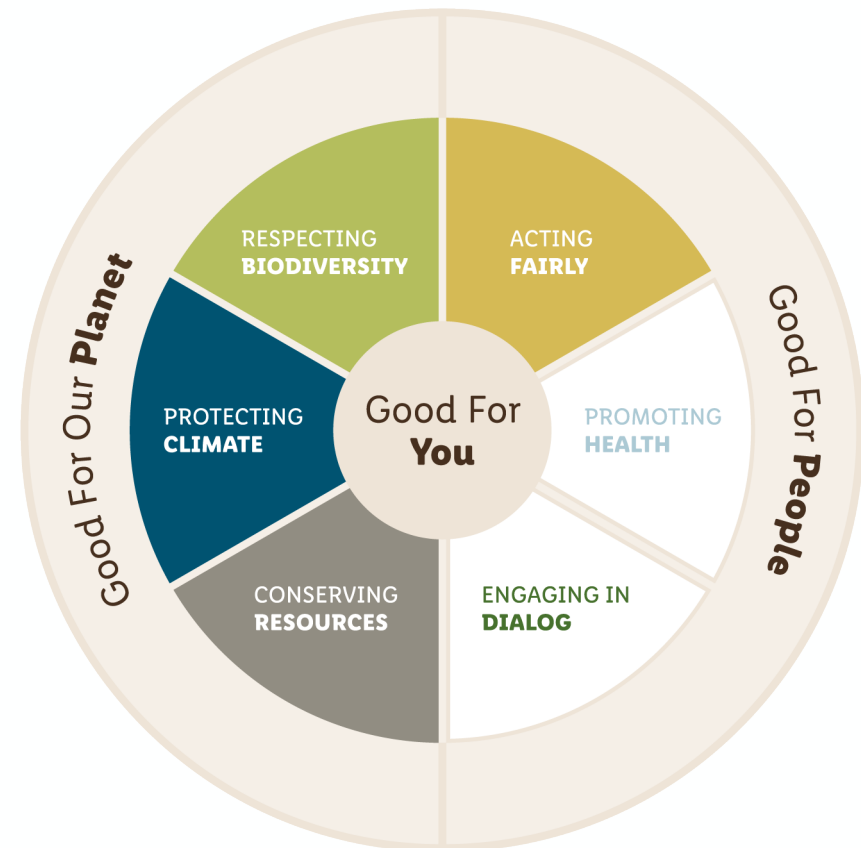 Good For Our Planet
RESPECTING
BIODIVERSITY
ACTING
FAIRLY
PROTECTING
CLIMATE
Good For
You
PROMOTING
HEALTH
CONSERVING
RESOURCES
ENGAGING IN
DIALOG
Good For People